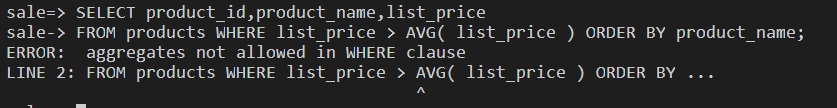 sale=> SELECT product_id,product_name,list_price
sale-> FROM products WHERE list_price > AVG( list_price ) ORDER BY product_name;
ERROR:  aggregates not allowed in WHERE clause
LINE 2: FROM products WHERE list_price > AVG( list_price ) ORDER BY ...
                                         ^